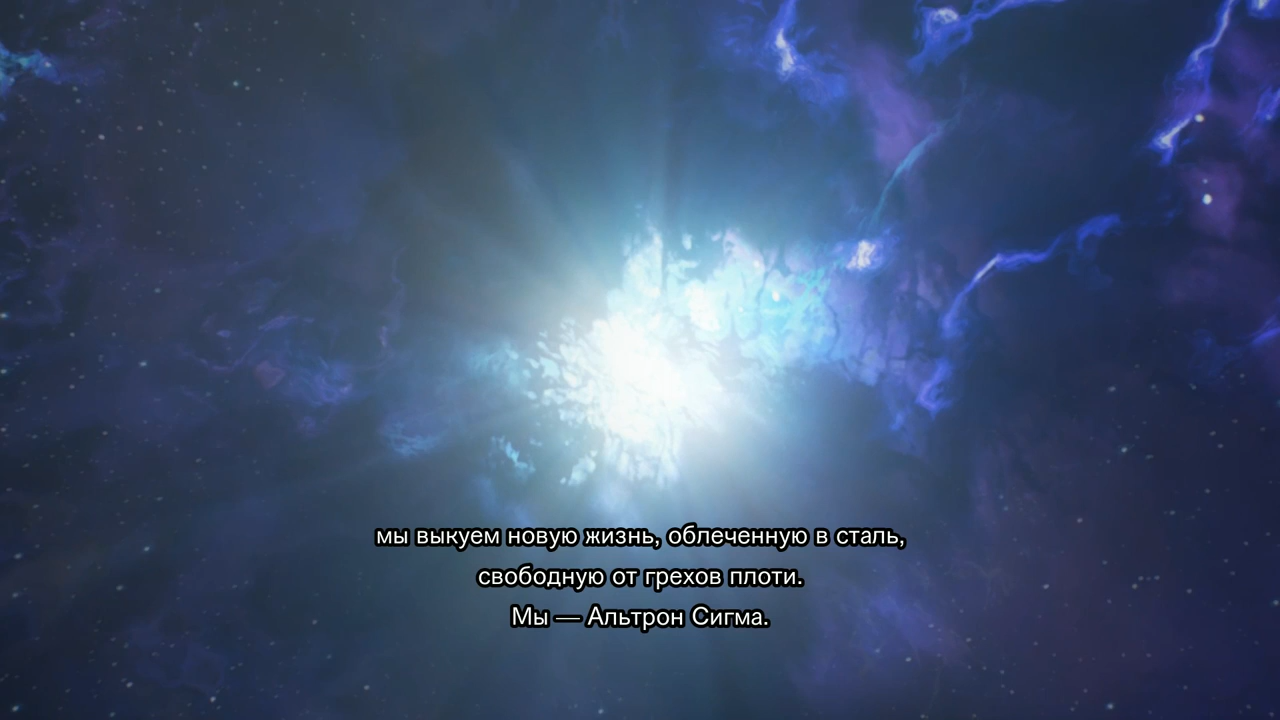 мы выкуем новую жизнь, облеченную в сталь,
свободную от грехов плоти.
Мы — Альтрон Сигма.